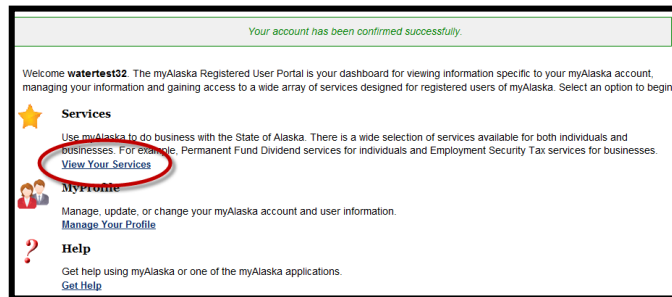 Your account has been confirmed successfully.
Welcome watertest32. The myAlaska Registered User Portal is your dashboard for viewing information specific to your myAlaska account,
managing your information and gaining access to a wide array of services designed for registered users of myAlaska. Select an option to begin
Services
Use myAlaska to do business with the State of Alaska. There is a wide selection of services available for both individuals and
businesses. For example, Permanent Fund Dividend services for individuals and Employment Security Tax services for businesses.
View Your Services
MyProfile
Manage, update, or change your myAlaska account and user information.
Manage Your Profile
Help
Get help using myAlaska or one of the myAlaska applications.
Get Help